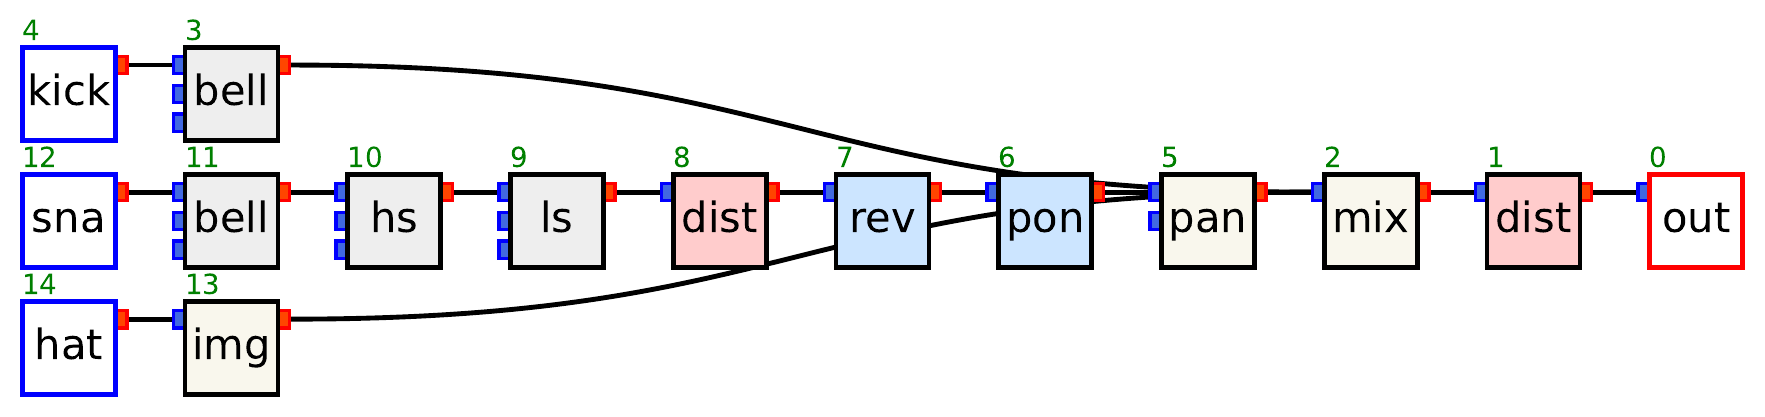 4 3
kick bell
12 11 10 9 8 7 6 5 2 1 0
sna bell hs ls dist rev pon pan mix dist out
14 13
hat img